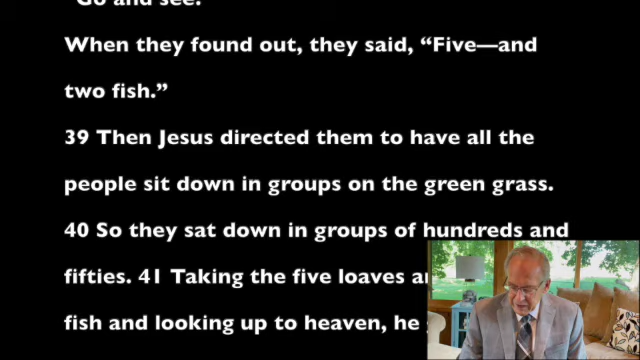 "Go and see."
When they found out, they said, “Five—and
two fish.”
39 Then Jesus directed them to have all the
people sit down in groups on the green grass.
40 So they sat down in groups of hundreds and
fifties. 41 Taking the five loaves
fish and looking up to heaven, he